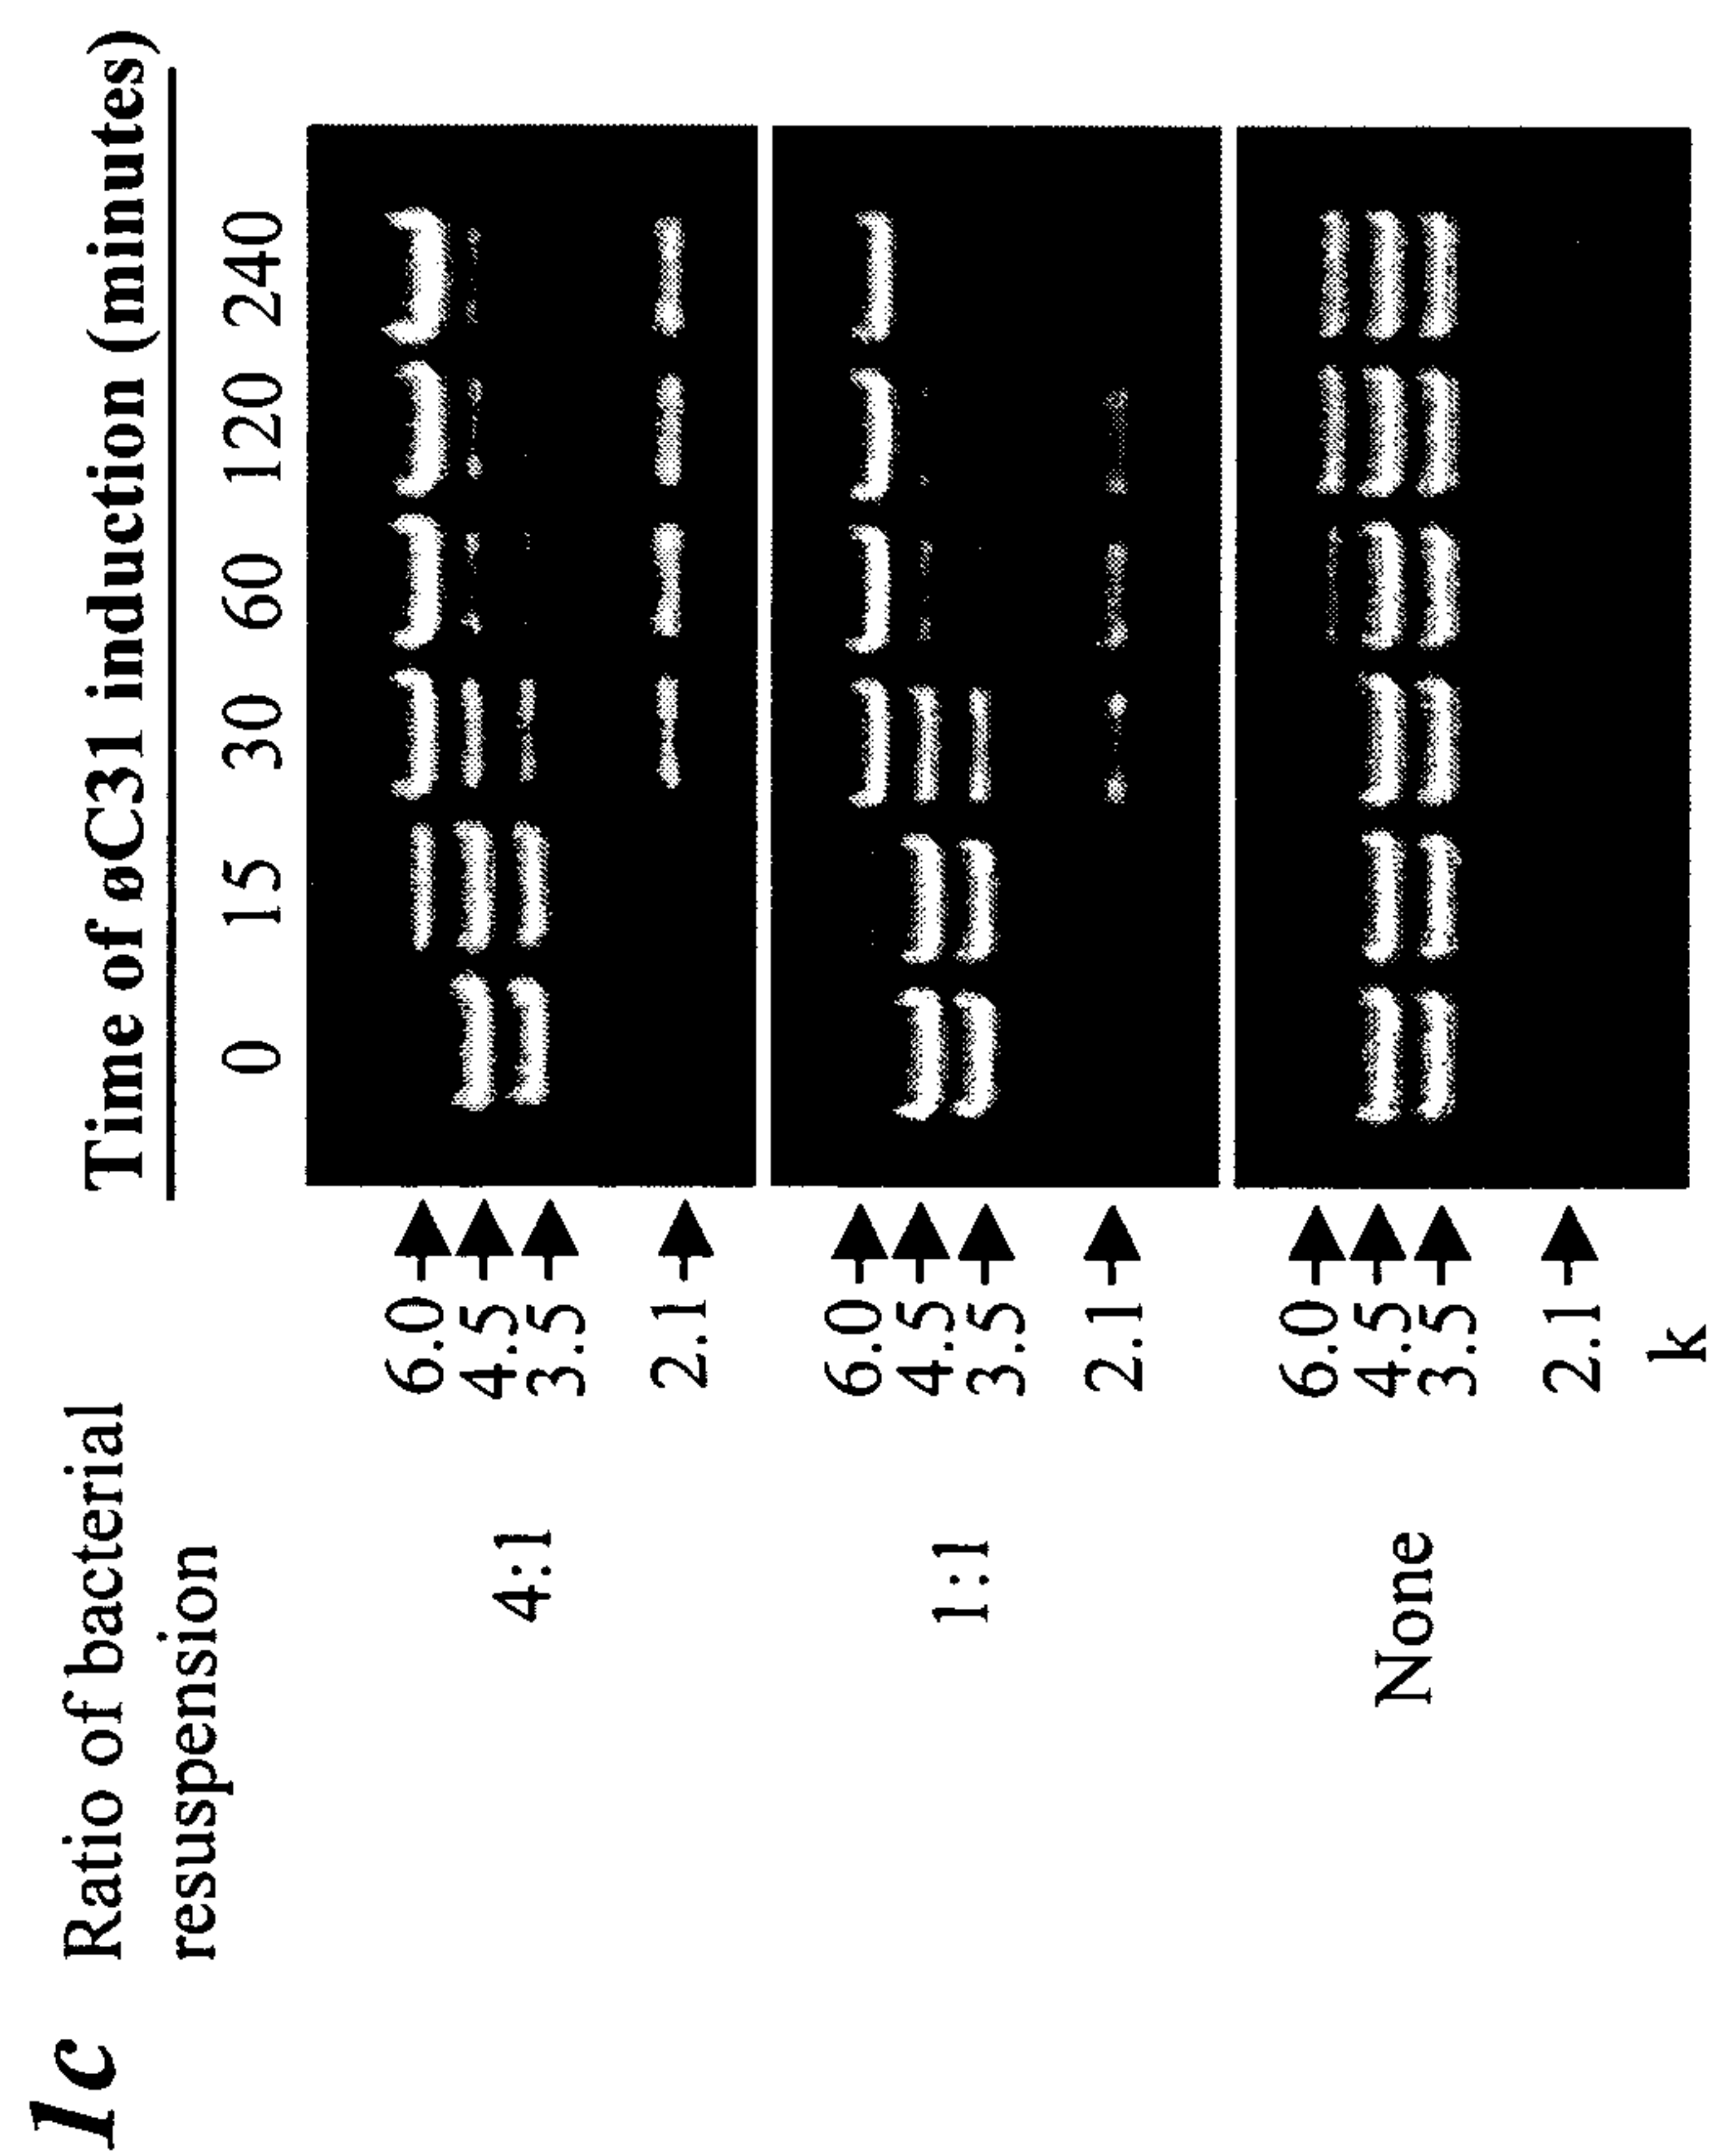 1c
Ratio of bacterial
resuspension
Time of øC31 induction (minutes)
0 15 30 60 120 240
4:1
6.0
4.5
3.5
2.1
1:1
6.0
4.5
3.5
2.1
None
6.0
4.5
3.5
2.1
k